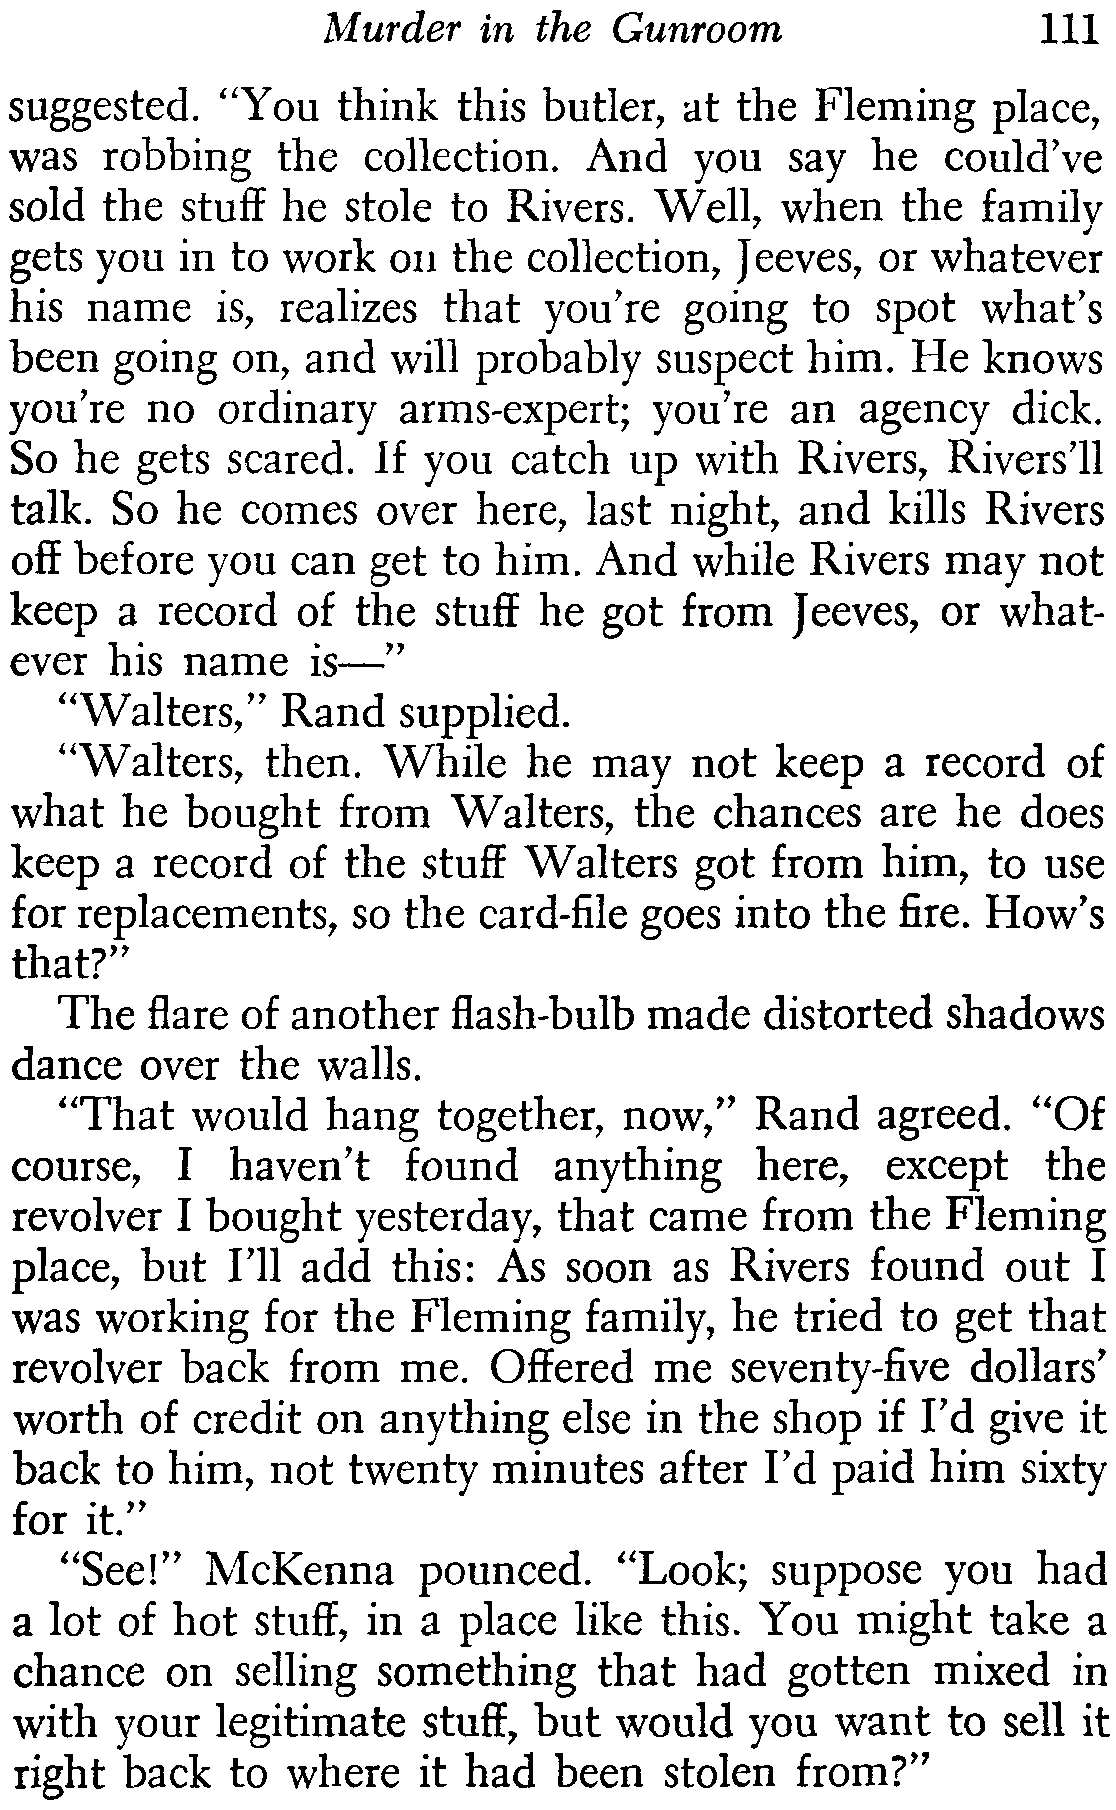 Murder in the Gunroom 111
suggested. “You think this butler, at the Fleming place,
was robbing the collection. And you say he could’ve
sold the stuff he stole to Rivers. Well, when the family
gets you in to work on the collection, Jeeves, or whatever
his name is, realizes that you’re going to spot what’s
been going on, and will probably suspect him. He knows
you’re no ordinary arms-expert; you’re an agency dick.
So he gets scared. If you catch up with Rivers, Rivers’ll
talk. So he comes over here, last night, and kills Rivers
off before you can get to him. And while Rivers may not
keep a record of the stuff he got from Jeeves, or what-
ever his name is—”
“Walters,” Rand supplied.
“Walters, then. While he may not keep a record of
what he bought from Walters, the chances are he does
keep a record of the stuff Walters got from him, to use
for replacements, so the card-file goes into the fire. How’s
that?”
The flare of another flash-bulb made distorted shadows
dance over the walls.
“That would hang together, now,” Rand agreed. “Of
course, I haven’t found anything here, except the
revolver I bought yesterday, that came from the Fleming
place, but I’ll add this: As soon as Rivers found out I
was working for the Fleming family, he tried to get that
revolver back from me. Offered me seventy-five dollars’
worth of credit on anything else in the shop if I’d give it
back to him, not twenty minutes after I’d paid him sixty
for it.”
“See!” McKenna pounced. “Look; suppose you had
a lot of hot stuff, in a place like this. You might take a
chance on selling something that had gotten mixed in
with your legitimate stuff, but would you want to sell it
right back to where it had been stolen from?”